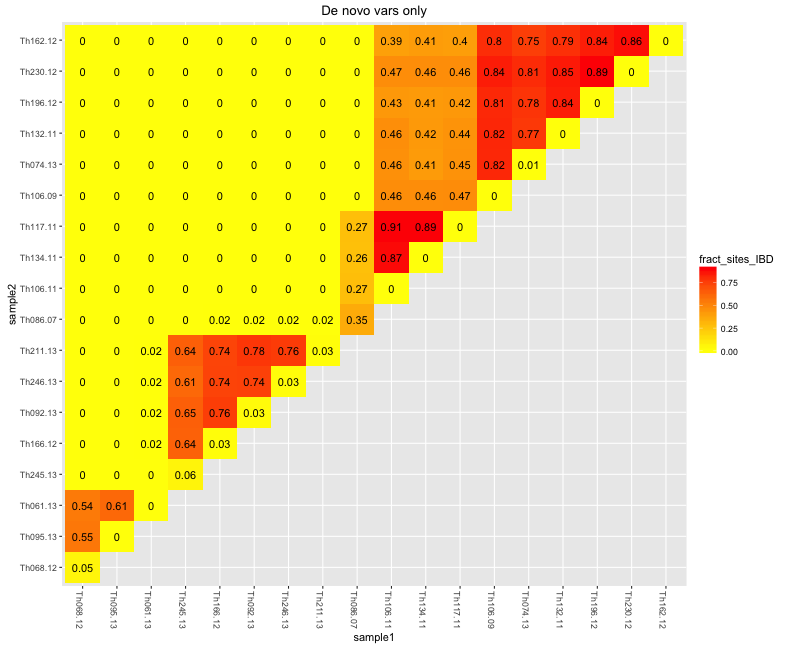 De novo vars only
Th162.12 0 0 0 0 0 0 0 0 0 0.39 0.41 0.4 0.8 0.75 0.79 0.84 0.86 0
Th230.12 0 0 0 0 0 0 0 0 0 0.47 0.46 0.46 0.84 0.81 0.85 0.89 0
Th196.12 0 0 0 0 0 0 0 0 0 0.43 0.41 0.42 0.81 0.78 0.84 0
Th132.11 0 0 0 0 0 0 0 0 0 0.46 0.42 0.44 0.82 0.77 0
Th074.13 0 0 0 0 0 0 0 0 0 0.46 0.41 0.45 0.82 0.01
Th106.09 0 0 0 0 0 0 0 0 0 0.46 0.46 0.47 0
Th117.11 0 0 0 0 0 0 0 0 0.27 0.91 0.89 0
Th134.11 0 0 0 0 0 0 0 0 0.26 0.87 0
Th106.11 0 0 0 0 0 0 0 0 0.27 0
Th086.07 0 0 0 0 0.02 0.02 0.02 0.02 0.35
Th211.13 0 0 0.02 0.64 0.74 0.78 0.76 0.03
Th246.13 0 0 0.02 0.61 0.74 0.74 0.03
Th092.13 0 0 0.02 0.65 0.76 0.03
Th166.12 0 0 0.02 0.64 0.03
Th245.13 0 0 0 0.06
Th061.13 0.54 0.61 0
Th095.13 0.55 0
Th068.12 0.05
sample2
Th068.12 Th095.13 Th061.13 Th245.13 Th166.12 Th092.13 Th246.13 Th211.13 Th086.07 Th106.11 Th134.11 Th117.11 Th106.09 Th074.13 Th132.11 Th196.12 Th230.12 Th162.12
sample1
fract_sites_IBD
0.75
0.50
0.25
0.00